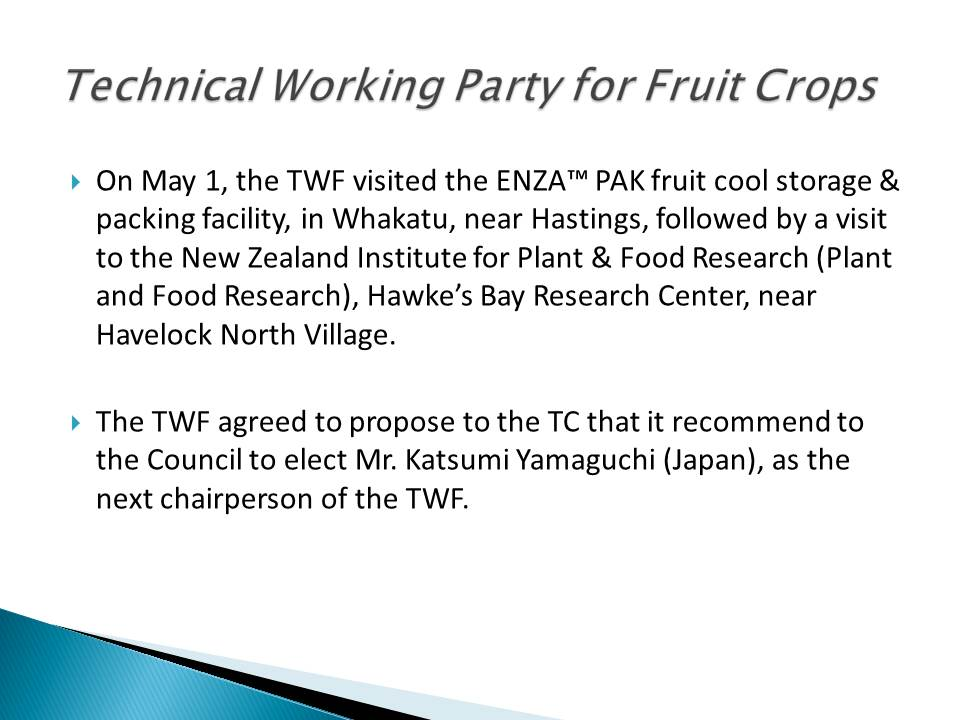 Technical Working Party for Fruit Crops
On May 1, the TWF visited the ENZA™ PAK fruit cool storage &
packing facility, in Whakatu, near Hastings, followed by a visit
to the New Zealand Institute for Plant & Food Research (Plant
and Food Research), Hawke’s Bay Research Center, near
Havelock North Village.
The TWF agreed to propose to the TC that it recommend to
the Council to elect Mr. Katsumi Yamaguchi (Japan), as the
next chairperson of the TWF.